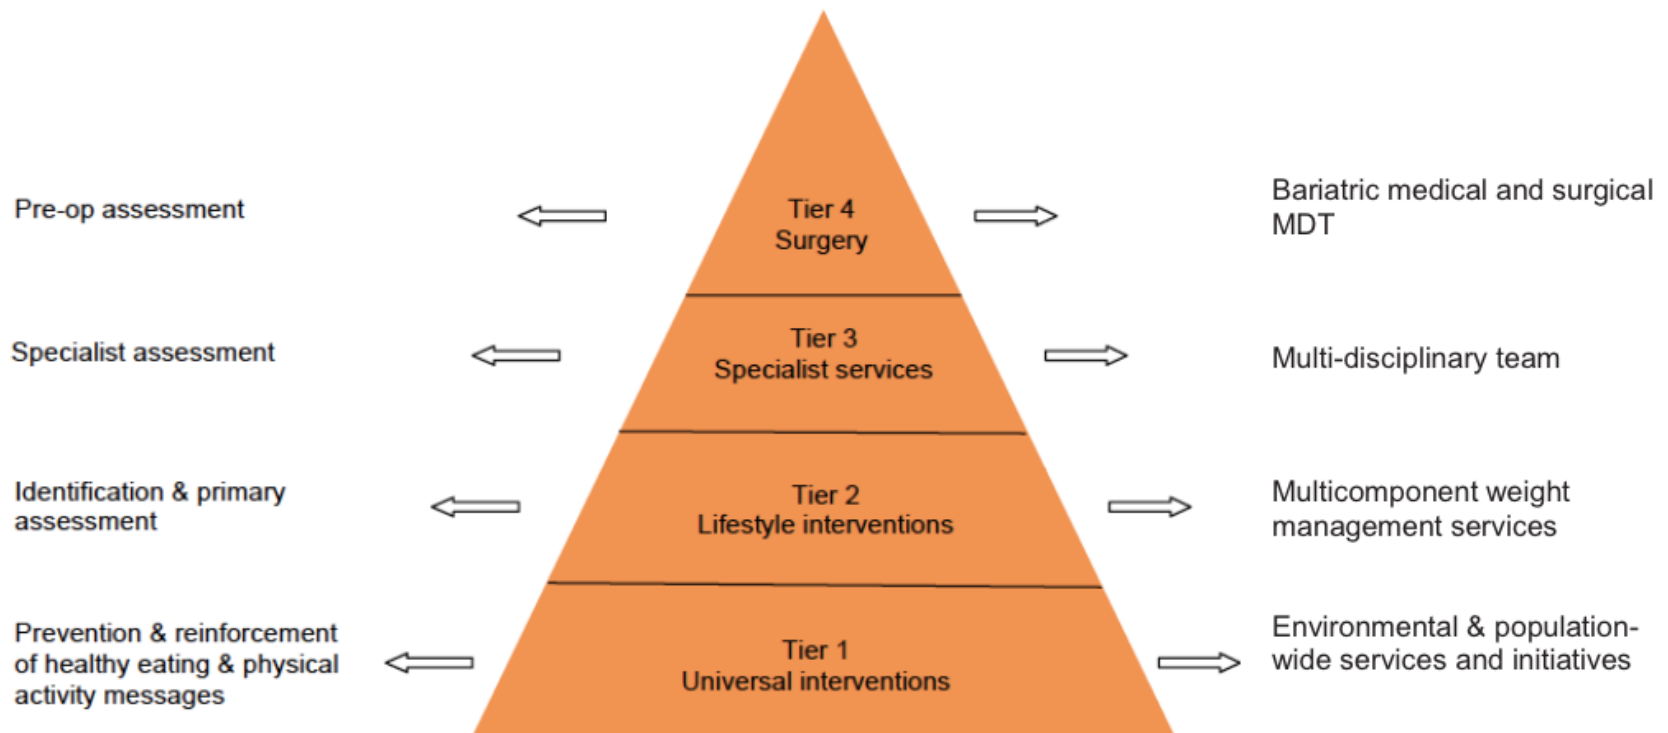 Pre-op assessment
Tier 4
Surgery
Bariatric medical and surgical
MDT
Specialist assessment
Tier 3
Specialist services
Multi-disciplinary team
Identification & primary
assessment
Tier 2
Lifestyle interventions
Multicomponent weight
management services
Prevention & reinforcement
of healthy eating & physical
activity messages
Tier 1
Universal interventions
Environmental & population-
wide services and initiatives